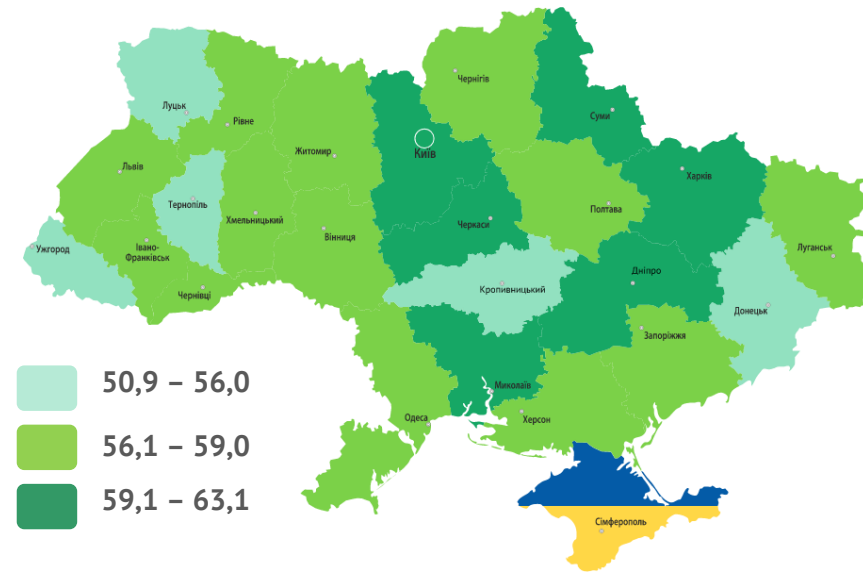 Чернігів
Луцьк
Рівне
Суми
Житомир
Київ
Львів
Харків
Тернопіль
Полтава
Хмельницький
Черкаси
Ужгород
Івано-
Франківськ
Вінниця
Луганськ
Дніпро
Чернівці
Кропивницький
Донецьк
Запоріжжя
50,9 – 56,0
Миколаїв
Одеса
Херсон
56,1 – 59,0
59,1 – 63,1
Сімферополь